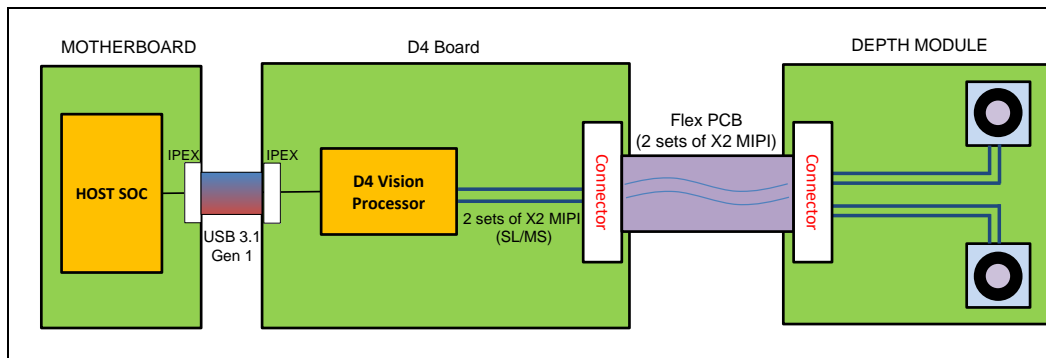 MOTHERBOARD
HOST SOC
IPEX
IPEX
USB 3.1
Gen 1
D4 Board
D4 Vision
Processor
2 sets of X2 MIPI
(SL/MS)
Connector
Flex PCB
(2 sets of X2 MIPI)
Connector
DEPTH MODULE